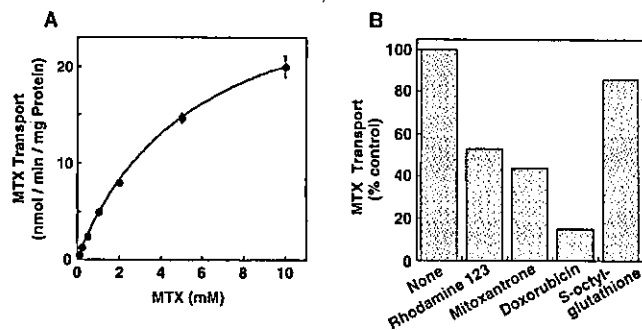 A
MTX Transport
(nmol / min / mg Protein)
20
10
0
0
2
4
6
8
10
MTX (mM)
B
MTX Transport
(% control)
100
80
60
40
20
0
None
Rhodamine 123
Mitoxantrone
Doxorubicin
S-octyl-
glutathione